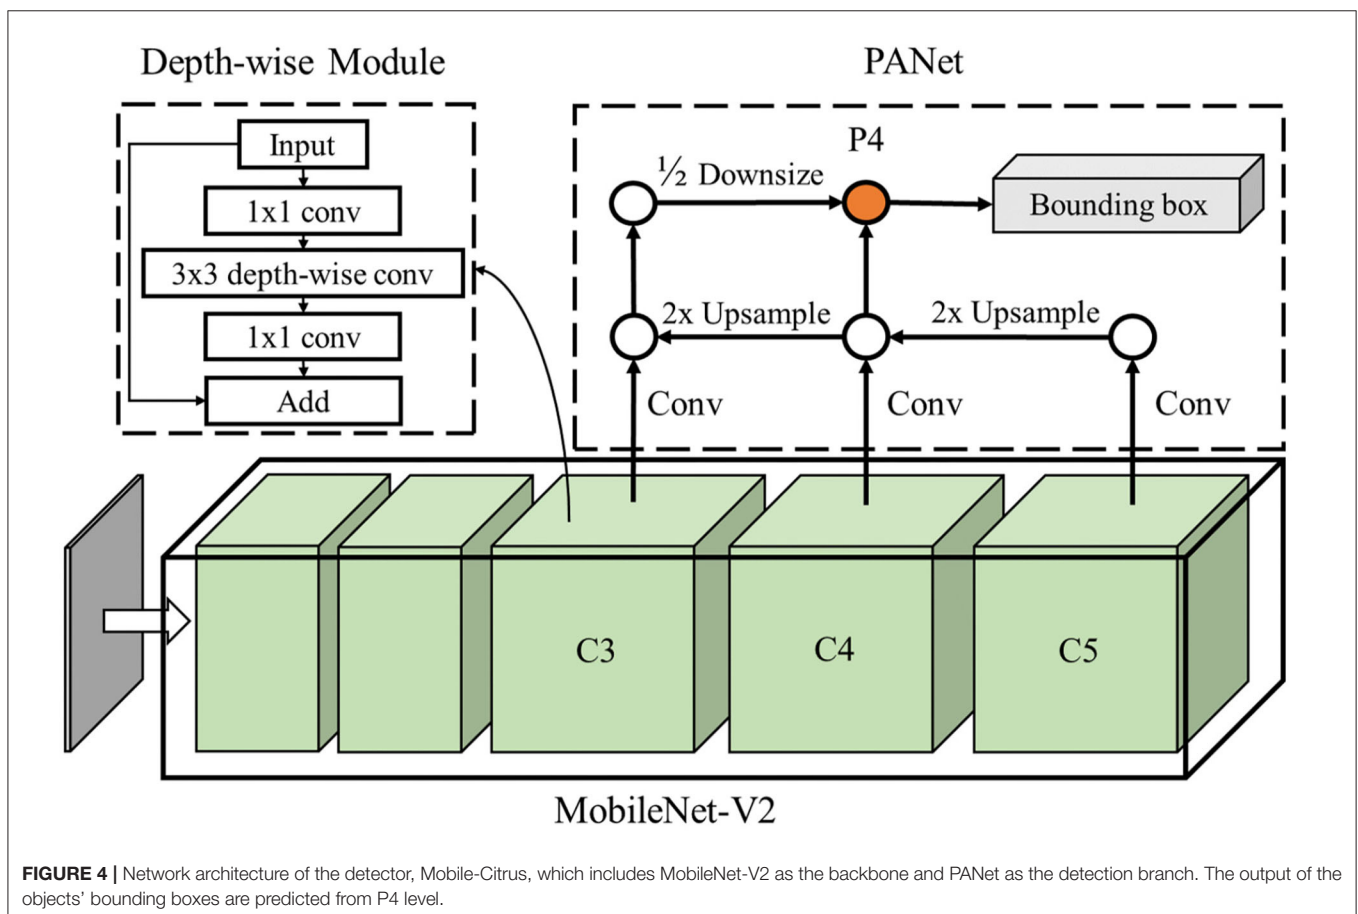 Depth-wise Module
Input
1x1 conv
3x3 depth-wise conv
1x1 conv
Add
PANet
P4
½ Downsize
Bounding box
2x Upsample
2x Upsample
Conv
Conv
Conv
C3
C4
C5
MobileNet-V2
FIGURE 4 | Network architecture of the detector, Mobile-Citrus, which includes MobileNet-V2 as the backbone and PANet as the detection branch. The output of the
objects’ bounding boxes are predicted from P4 level.